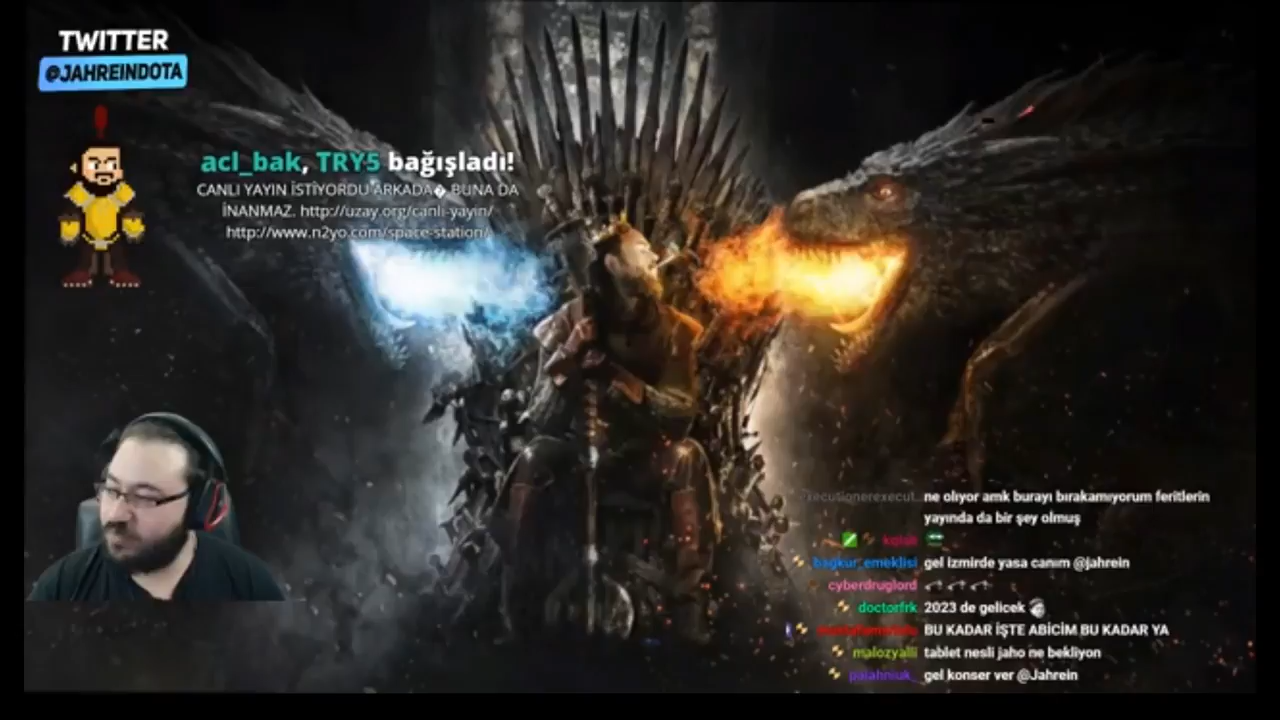 TWITTER
@JAHREINDOTA
acl_bak, TRY5 bağışladı!
CANLI YAYIN İSTİYORDU ARKADA� BUNA DA
İNANMAZ. http://uzay.org/canli-yayin/
http://www.n2yo.com/space-station/
ne olıyor amk burayı bırakamıyorum feritlerin
yayında da bir şey olmuş
bagkur_emeklisi gel izmirde yasa canım @jahrein
cyberdruglord
doctorfrk 2023 de gelicek
BU KADAR İŞTE ABİCİM BU KADAR YA
malozyalli tablet nesli jaho ne bekliyon
gel konser ver @Jahrein